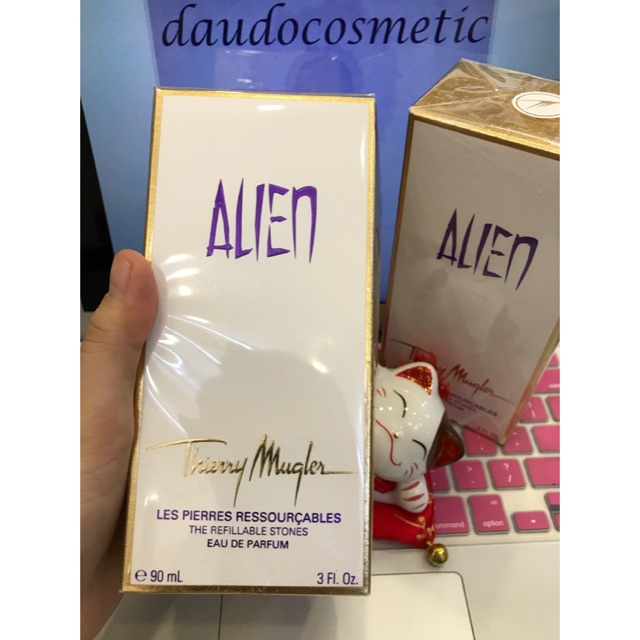 daudocosmetic
ALIEN
Thierry Mugler
LES PIERRES RESSOURÇABLES
THE REFILLABLE STONES
EAU DE PARFUM
℮ 90 mL 3 Fl. Oz.
ALIEN
Thierry Mugler
command option